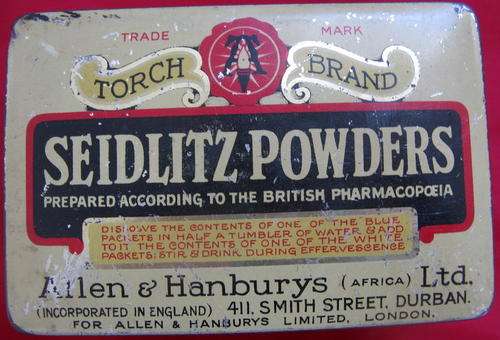 TRADE MARK
TORCH BRAND
SEIDLITZ POWDERS
PREPARED ACCORDING TO THE BRITISH PHARMACOPŒIA
DISSOLVE THE CONTENTS OF ONE OF THE BLUE
PACKETS IN HALF A TUMBLER OF WATER & ADD
TO IT THE CONTENTS OF ONE OF THE WHITE
PACKETS: STIR & DRINK DURING EFFERVESCENCE
Allen & Hanburys (AFRICA) Ltd.
(INCORPORATED IN ENGLAND) 411, SMITH STREET, DURBAN.
FOR ALLEN & HANBURYS LIMITED, LONDON.